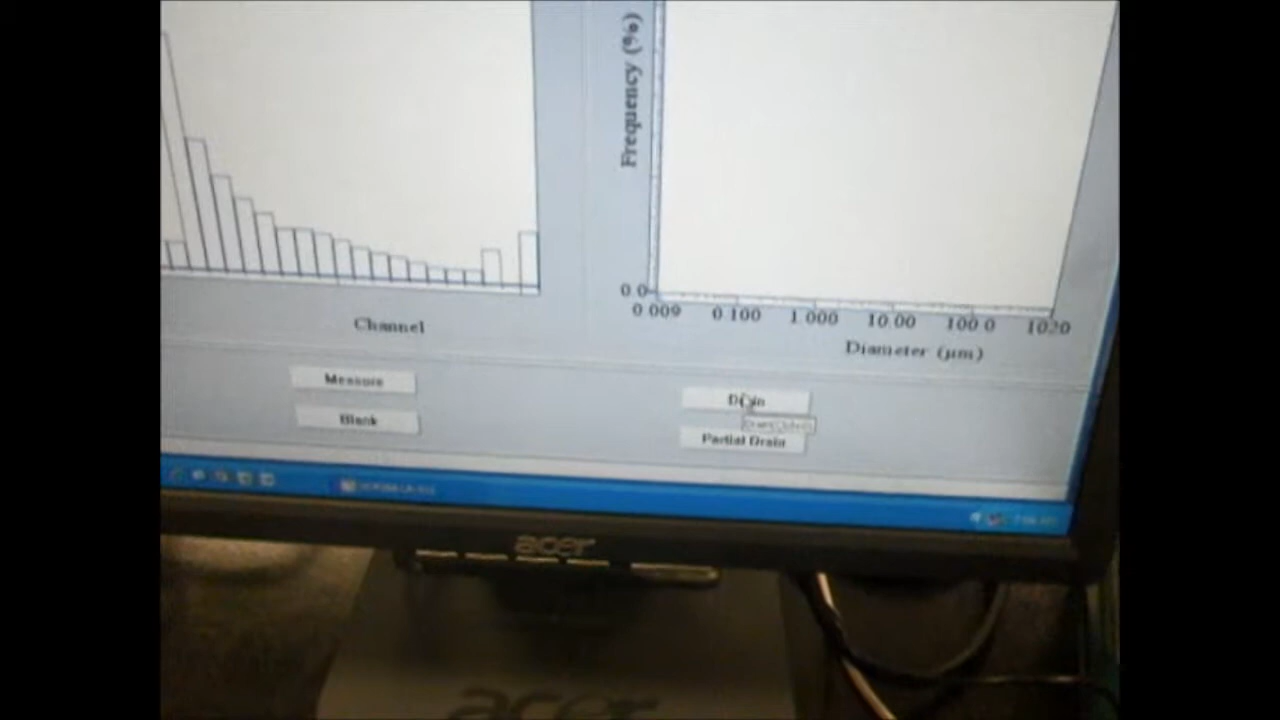 Frequency (%)
0 0
0 009 0 100 1 000 10.00 100 0 1020
Channel
Diameter (µm)
Measure
Drain
Blank
Partial Drain
acer
acer